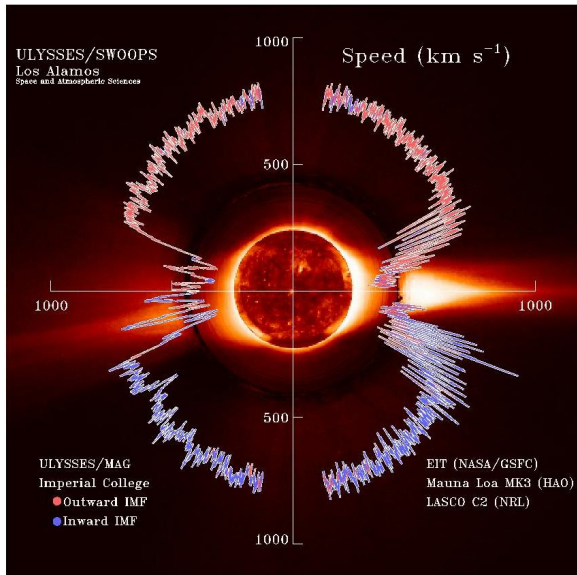 ULYSSES/SWOOPS
Los Alamos
Space and Atmospheric Sciences
Speed (km s⁻¹)
1000
500
1000
1000
500
1000
ULYSSES/MAG
Imperial College
Outward IMF
Inward IMF
EIT (NASA/GSFC)
Mauna Loa MK3 (HAO)
LASCO C2 (NRL)